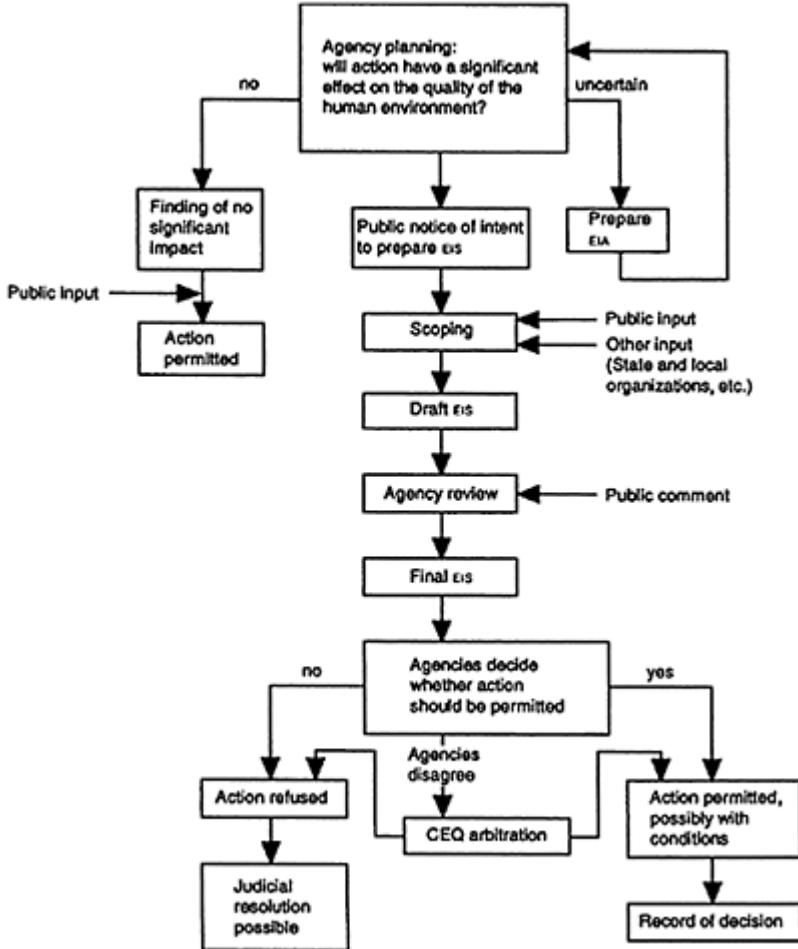 Agency planning:
will action have a significant
effect on the quality of the
human environment?
no
uncertain
Finding of no
significant
impact
Public notice of intent
to prepare EIS
Prepare
EIA
Public input
Action
permitted
Scoping
Public input
Other input
(State and local
organizations, etc.)
Draft EIS
Agency review
Public comment
Final EIS
Agencies decide
whether action
should be permitted
no
yes
Agencies
disagree
Action refused
CEQ arbitration
Action permitted,
possibly with
conditions
Judicial
resolution
possible
Record of decision